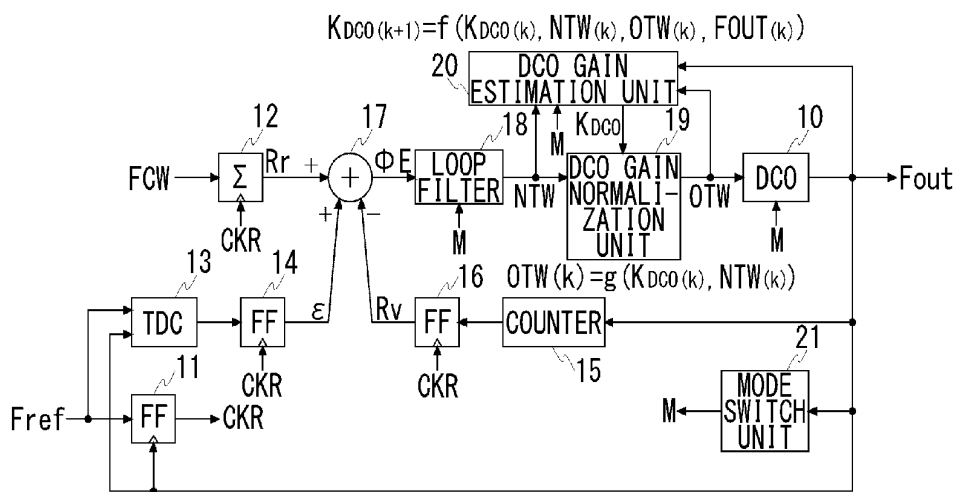 KDCO(k+1)=f(KDCO(k), NTW(k), OTW(k), FOUT(k))
20
DCO GAIN
ESTIMATION UNIT
12
17
18
M
KDCO
19
10
FCW
Σ
Rr
+
+
ΦE
LOOP
FILTER
NTW
DCO GAIN
NORMALI-
ZATION
UNIT
OTW
DCO
Fout
CKR
+
−
M
M
13
14
16
OTW(k)=g(KDCO(k), NTW(k))
TDC
FF
ε
Rv
FF
COUNTER
15
21
11
CKR
CKR
MODE
SWITCH
UNIT
M
Fref
FF
CKR